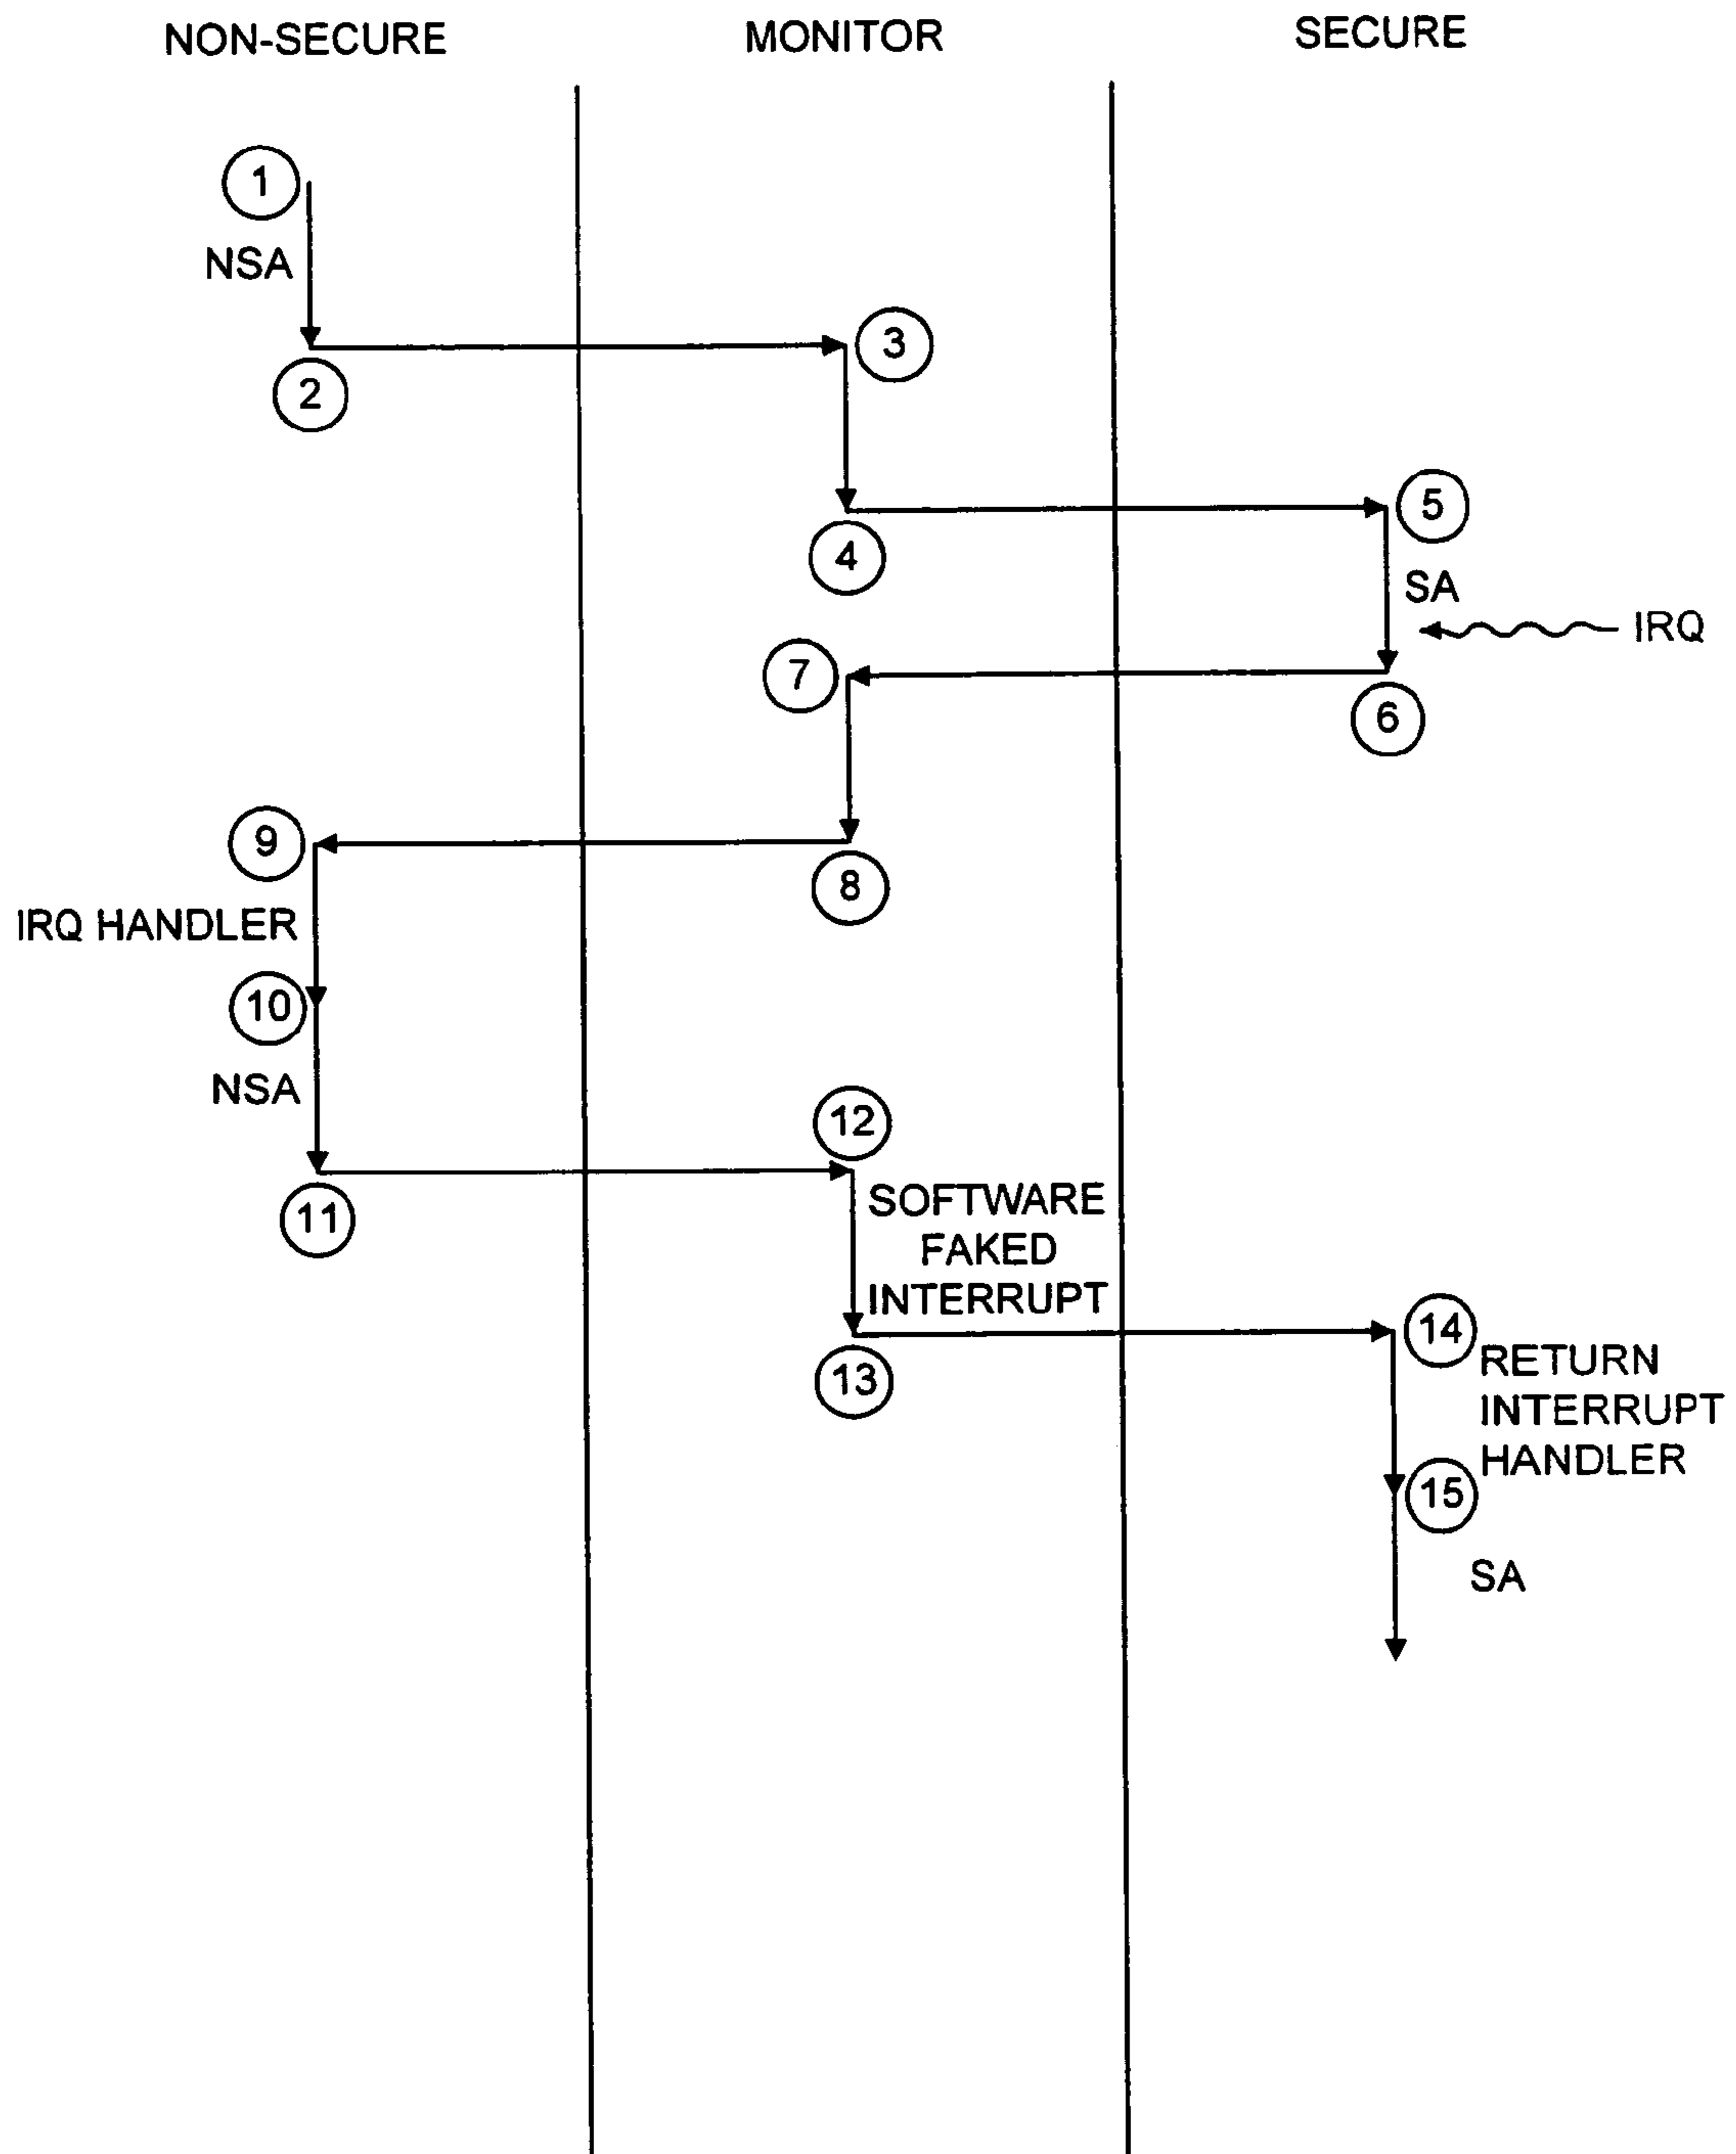 NON-SECURE
MONITOR
SECURE
1
NSA
2
3
4
5
SA
IRQ
6
7
8
9
IRQ HANDLER
10
NSA
11
12
SOFTWARE
FAKED
INTERRUPT
13
14
RETURN
INTERRUPT
HANDLER
15
SA